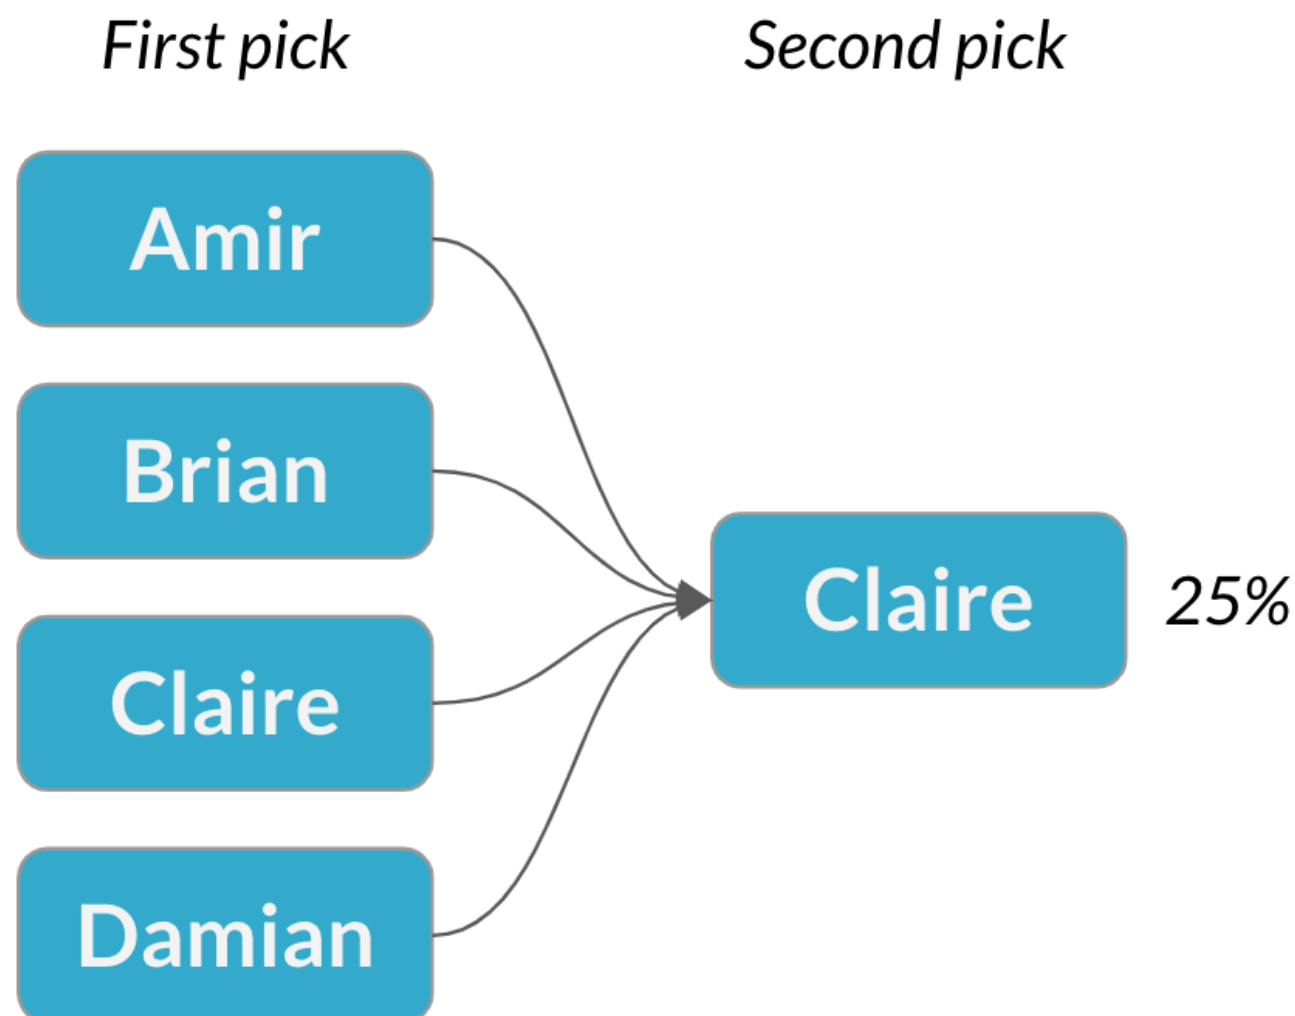 First pick
Second pick
Amir
Brian
Claire
Damian
Claire
25%